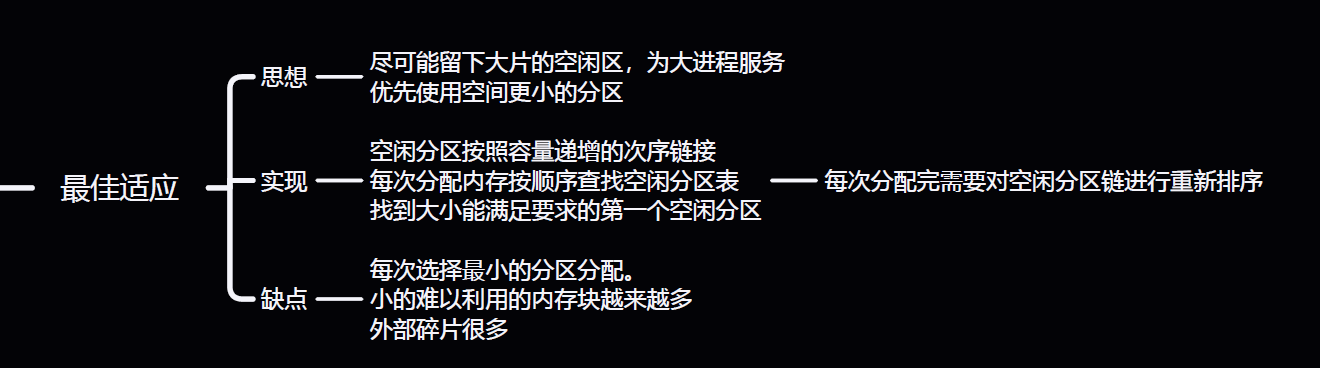 最佳适应
思想
尽可能留下大片的空闲区，为大进程服务
优先使用空间更小的分区
实现
空闲分区按照容量递增的次序链接
每次分配内存按顺序查找空闲分区表
找到大小能满足要求的第一个空闲分区
每次分配完需要对空闲分区链进行重新排序
缺点
每次选择最小的分区分配。
小的难以利用的内存块越来越多
外部碎片很多